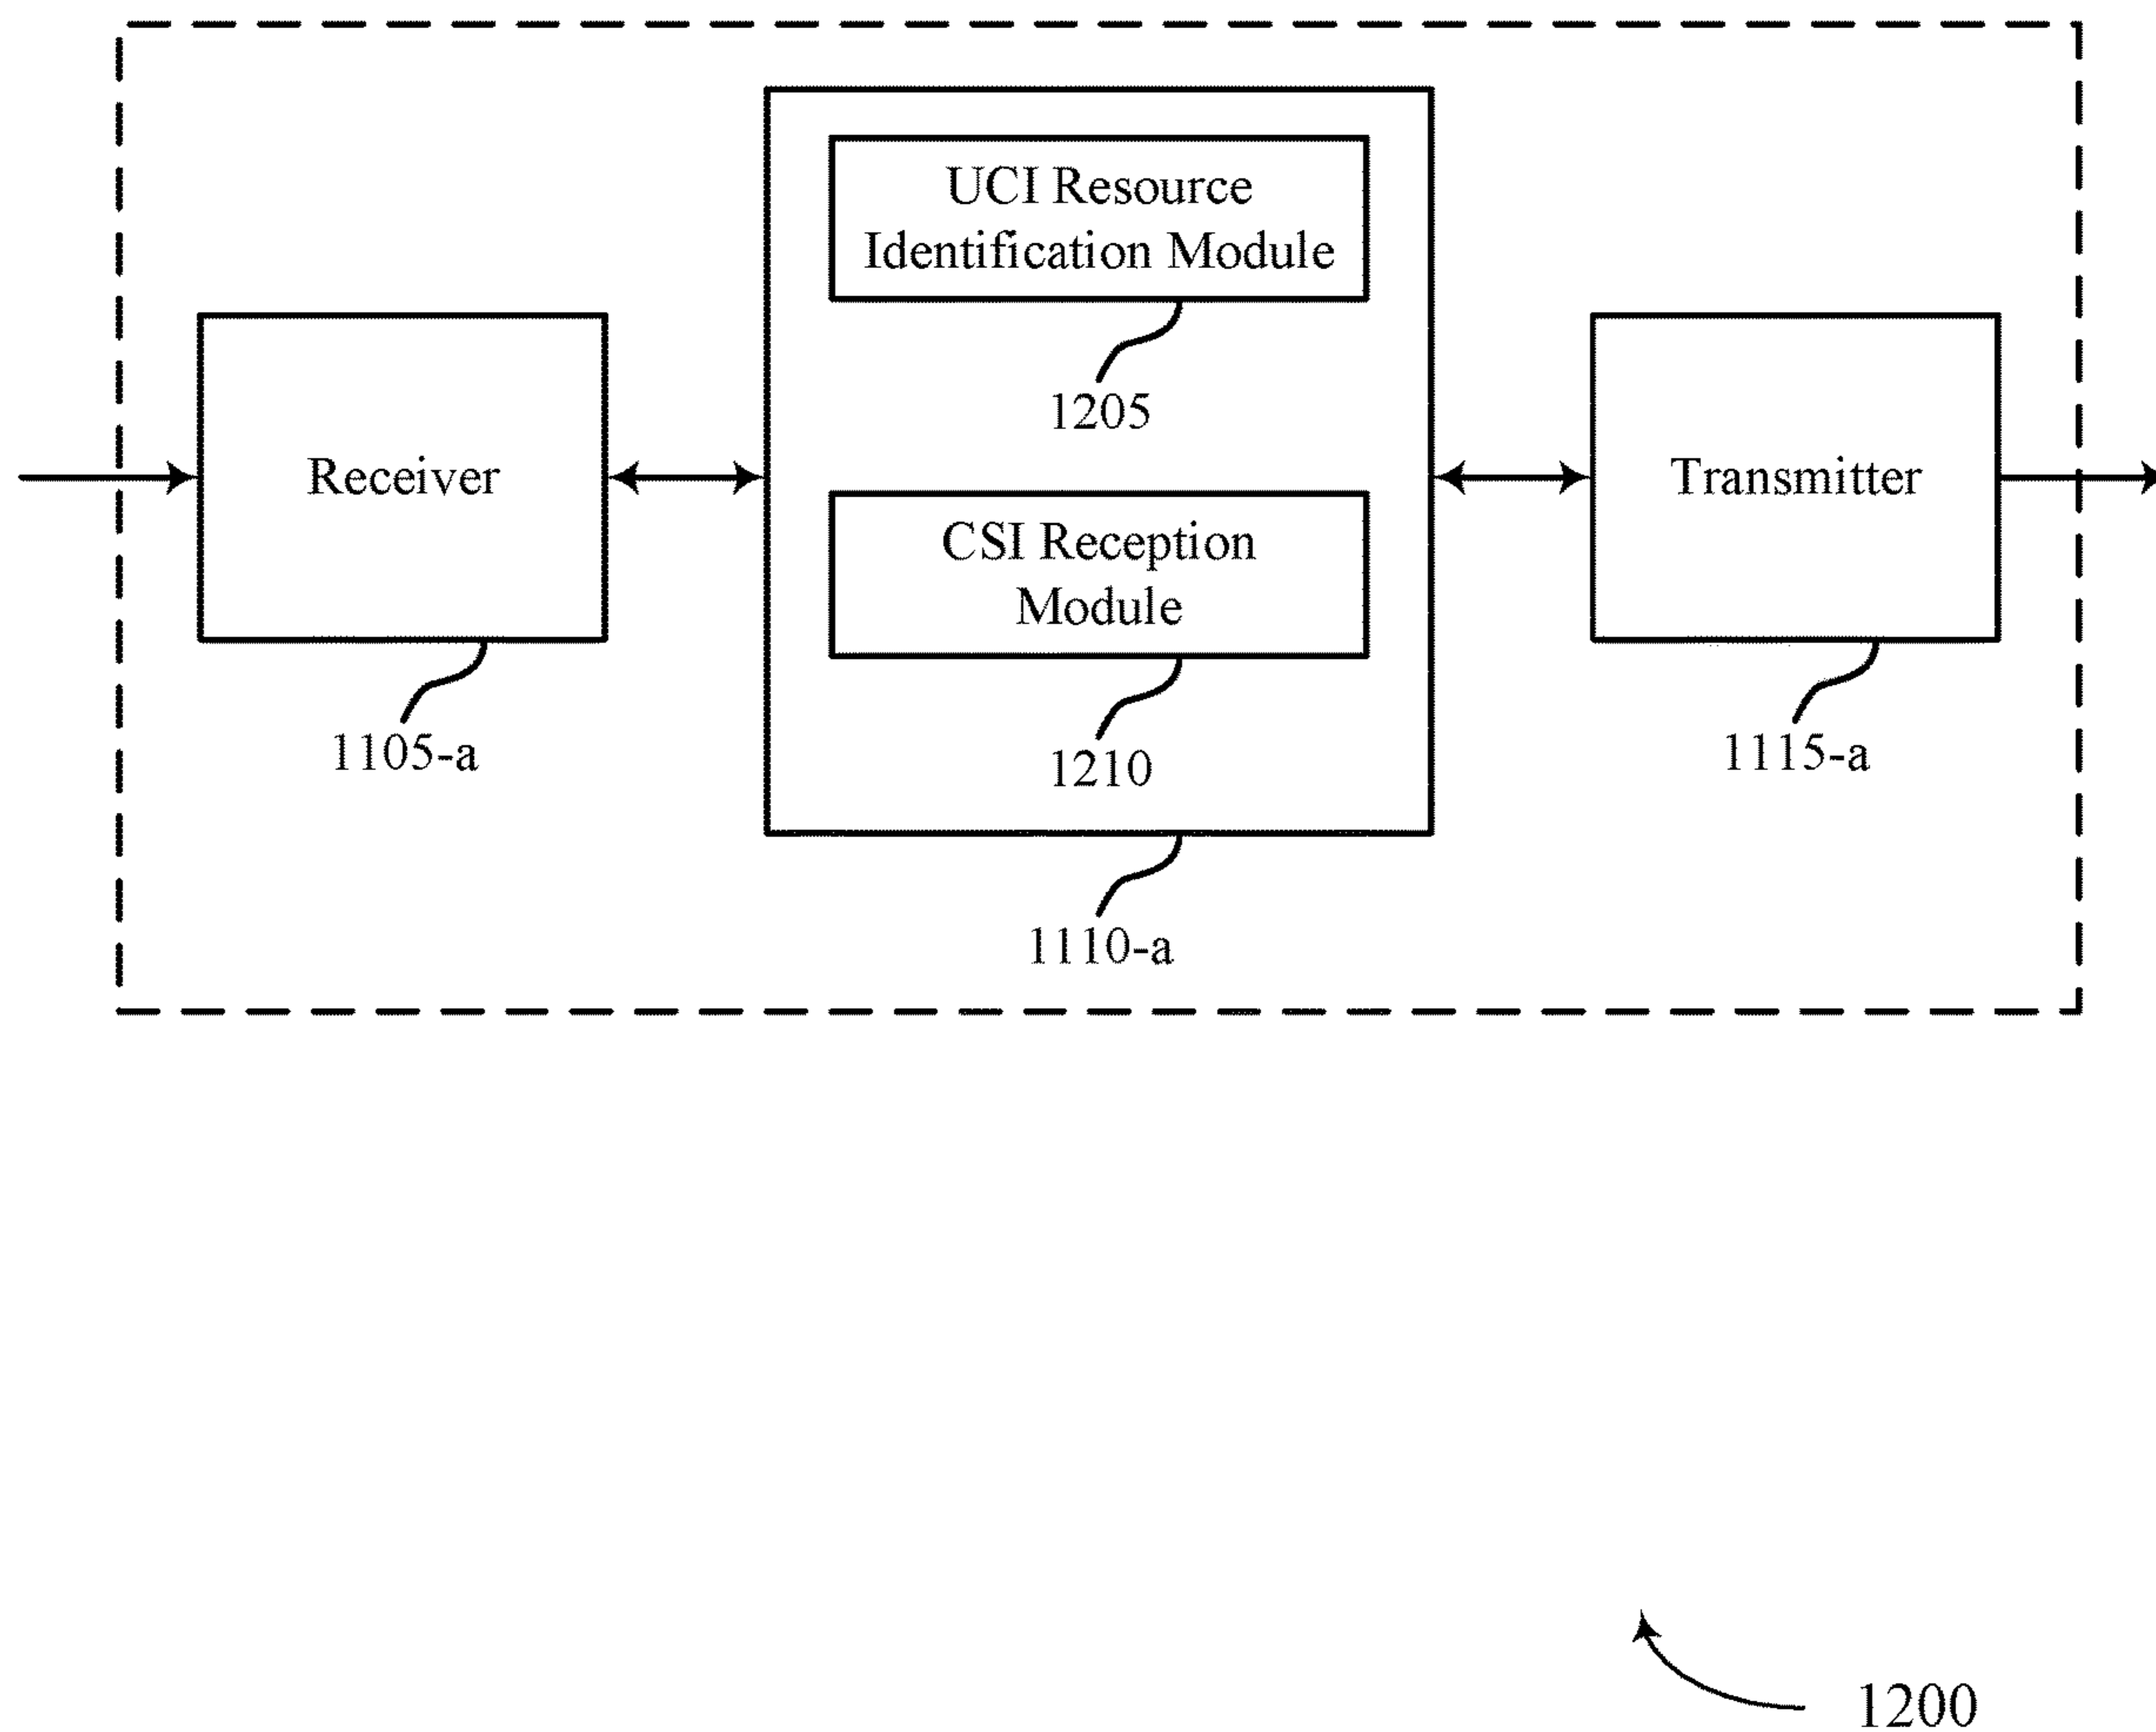 UCI Resource
Identification Module
1205
Receiver
CSI Reception
Module
Transmitter
1105-a
1210
1115-a
1110-a
1200